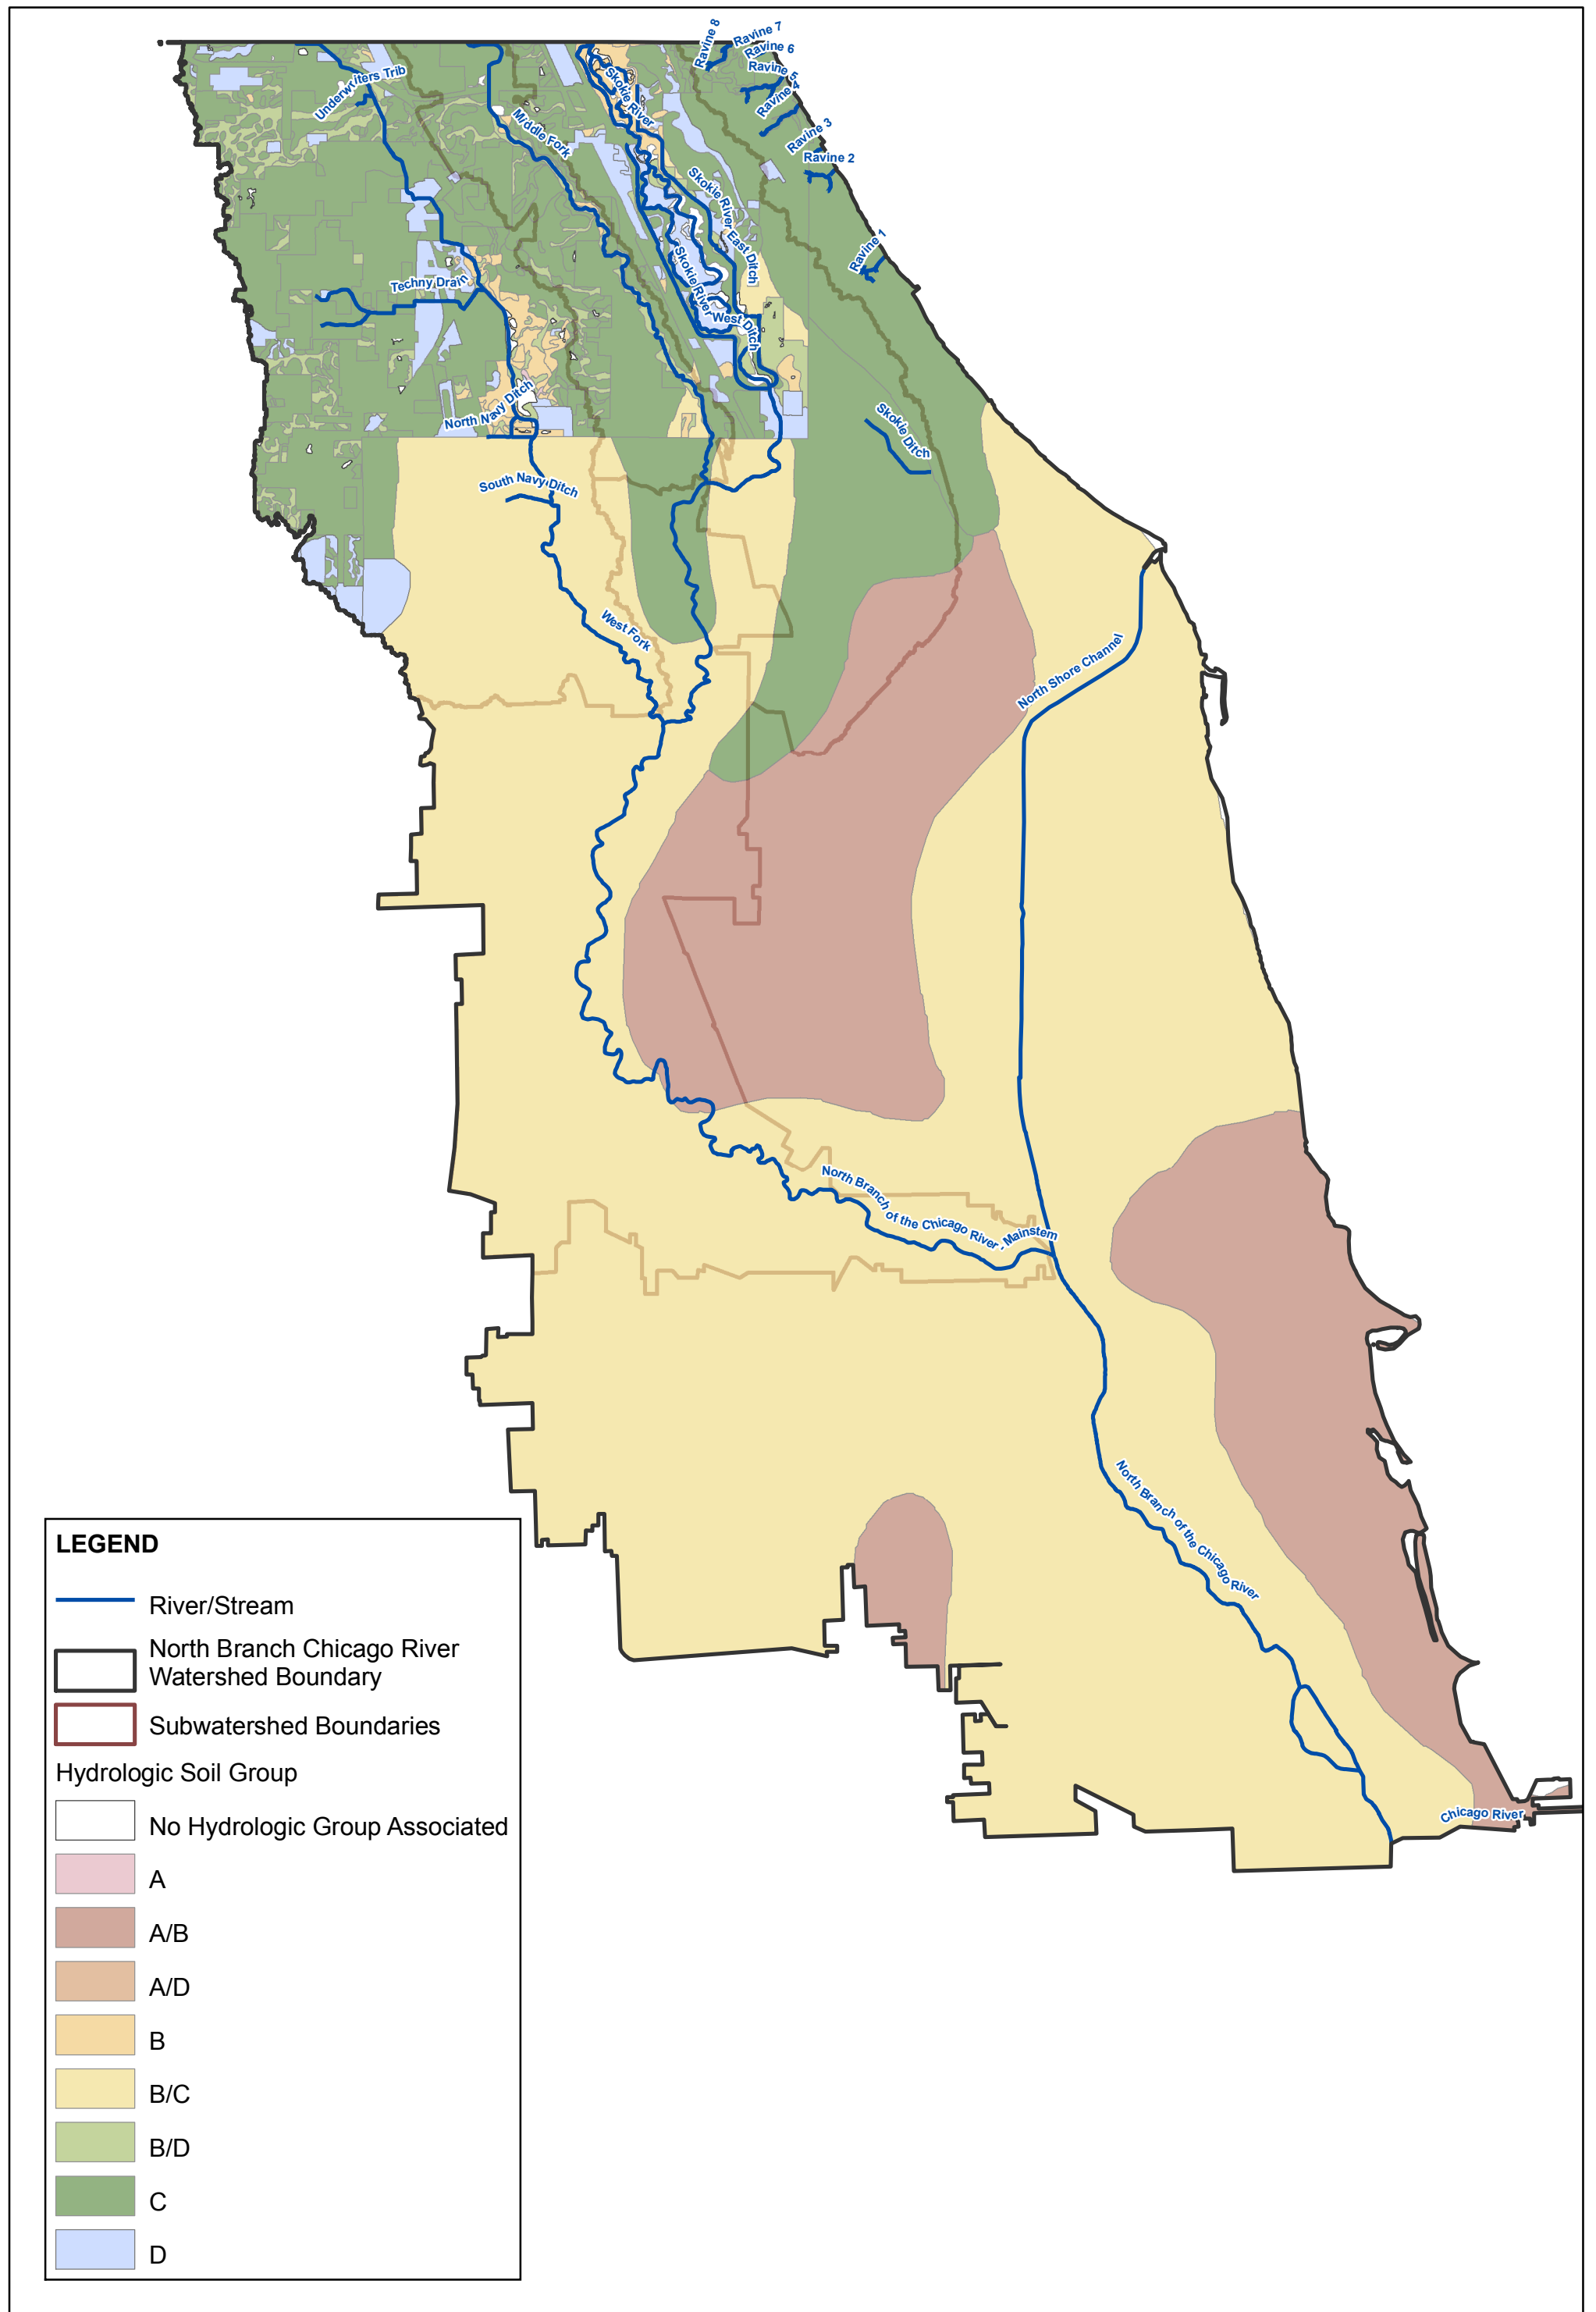 Ravine 8
Ravine 7
Ravine 6
Ravine 5
Ravine 4
Ravine 3
Ravine 2
Ravine 1
Underwriters Trib
Middle Fork
Skokie River
Skokie River East Ditch
Skokie River West Ditch
Techny Drain
North Navy Ditch
South Navy Ditch
Skokie Ditch
West Fork
North Shore Channel
North Branch of the Chicago River, Mainstem
North Branch of the Chicago River
Chicago River
LEGEND
River/Stream
North Branch Chicago River
Watershed Boundary
Subwatershed Boundaries
Hydrologic Soil Group
No Hydrologic Group Associated
A
A/B
A/D
B
B/C
B/D
C
D